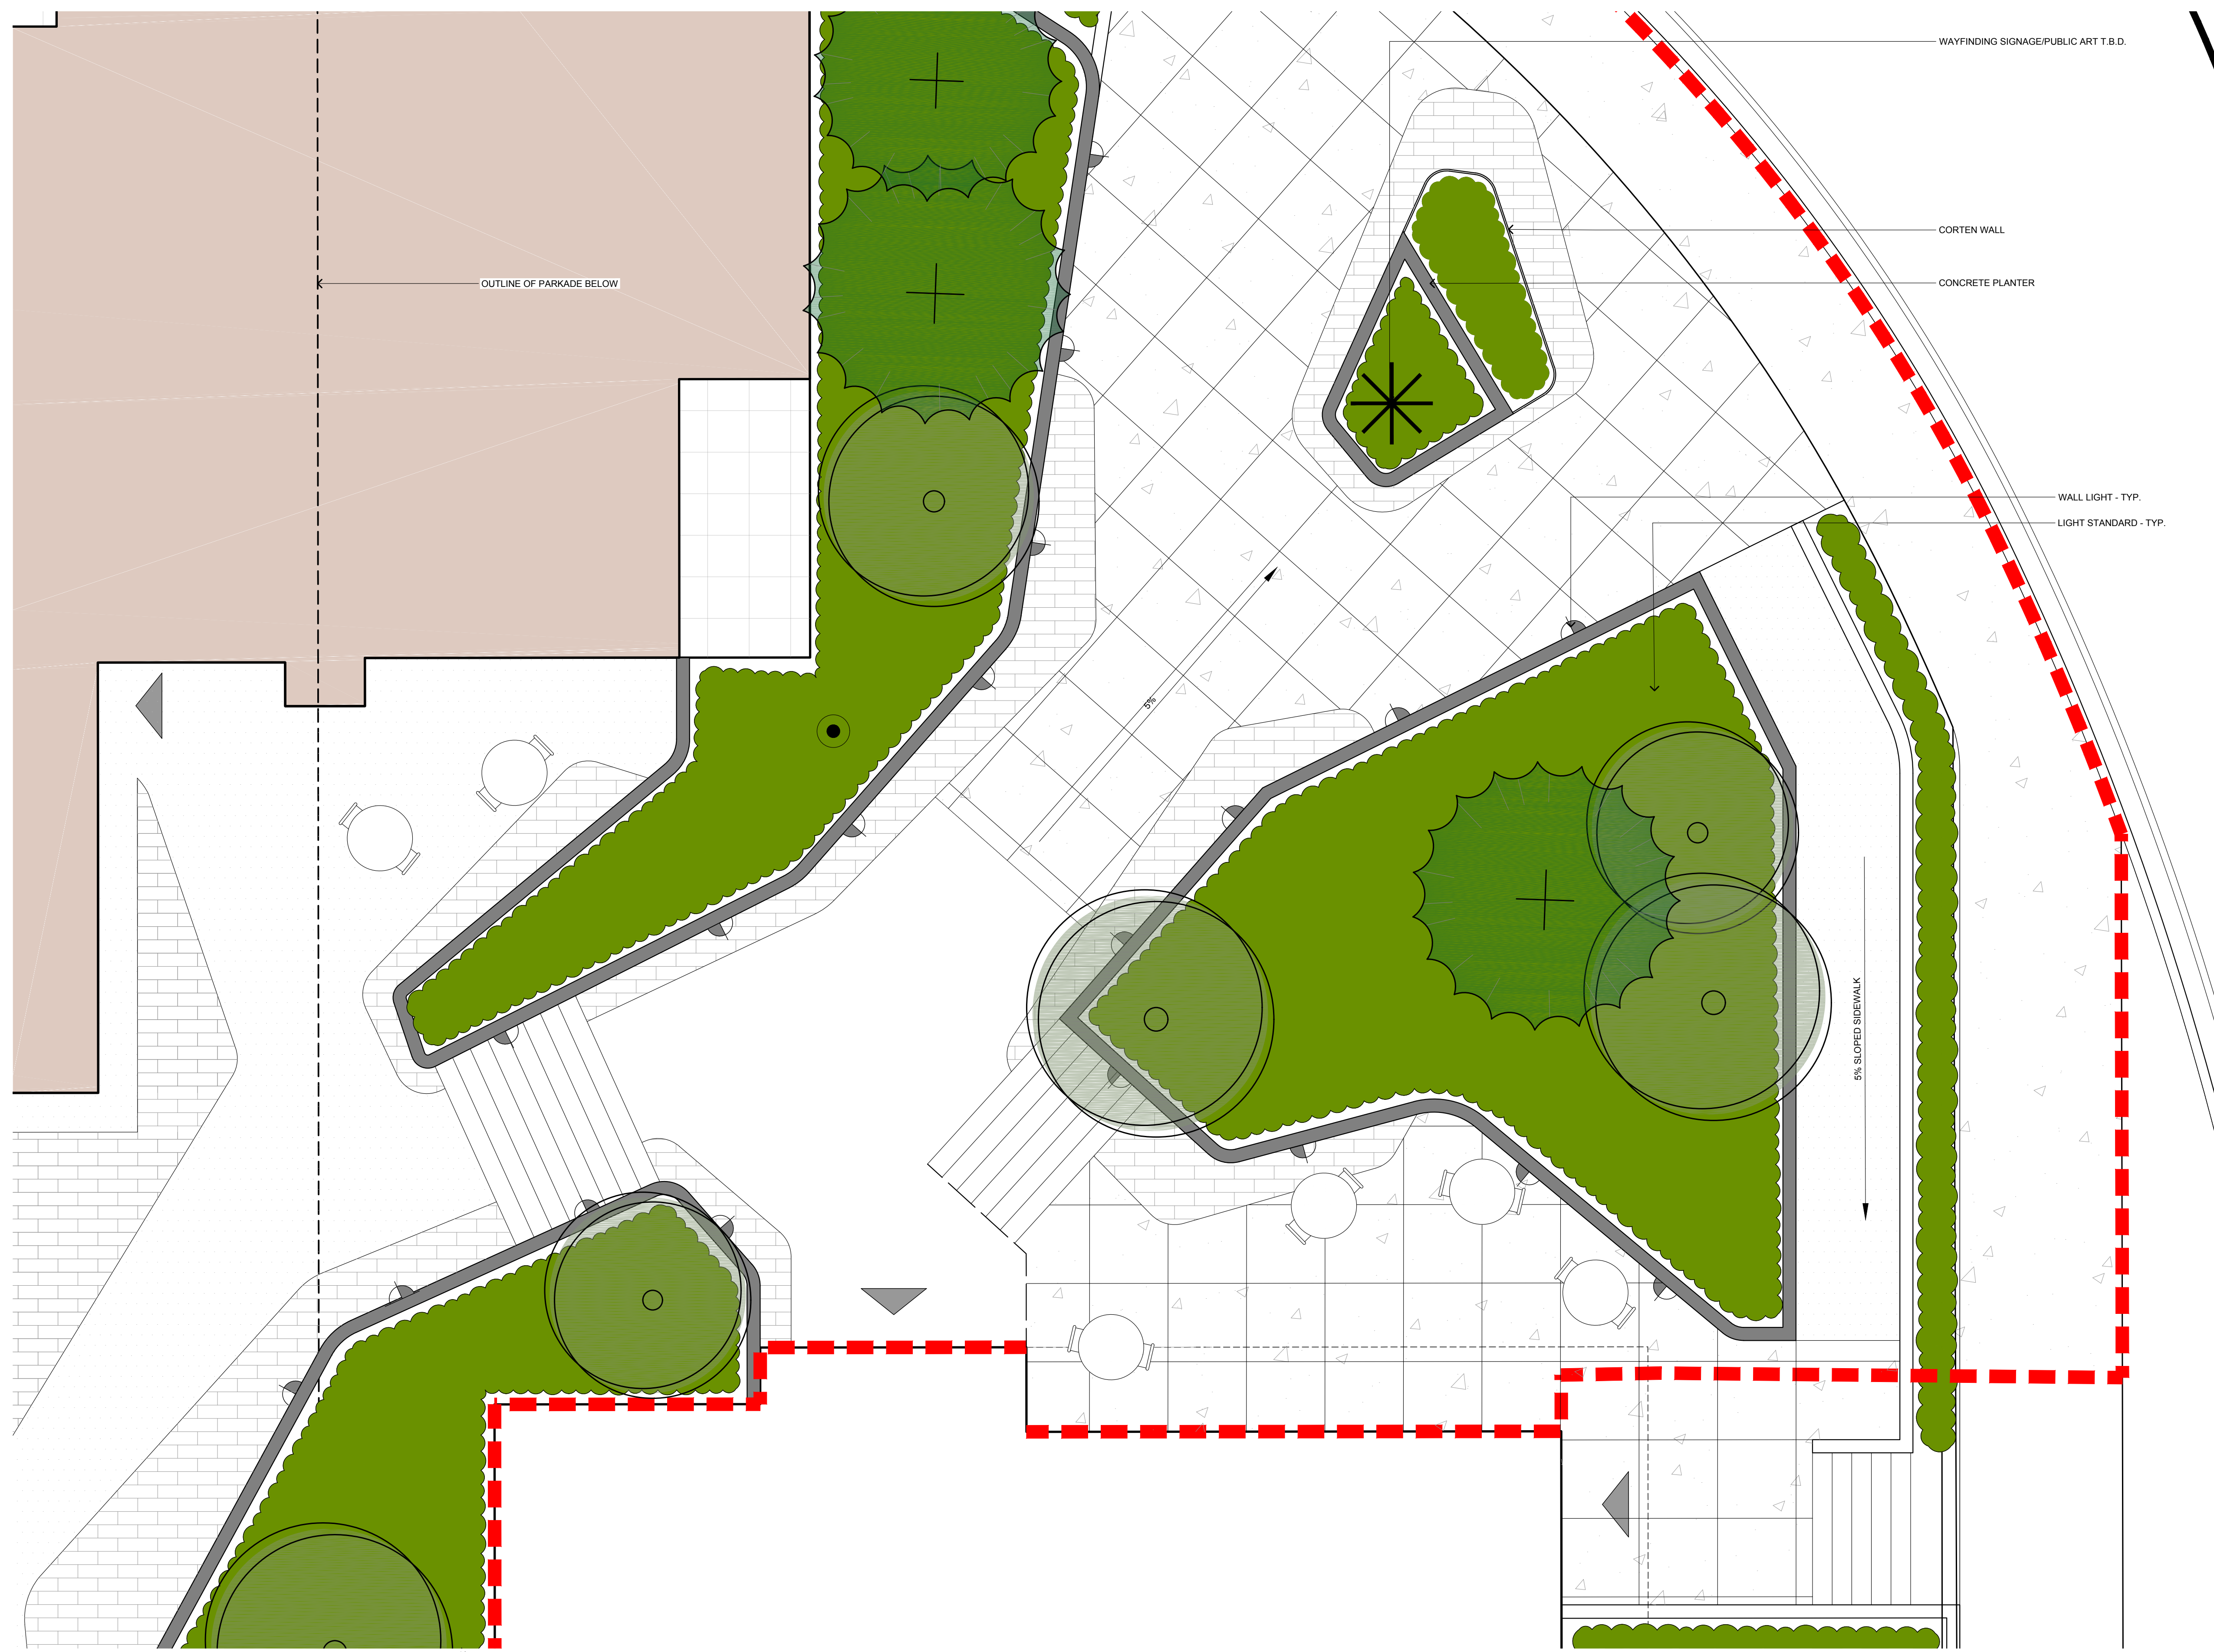 WAYFINDING SIGNAGE/PUBLIC ART T.B.D.
CORTEN WALL
OUTLINE OF PARKADE BELOW
CONCRETE PLANTER
WALL LIGHT - TYP.
LIGHT STANDARD - TYP.
5%
5% SLOPED SIDEWALK